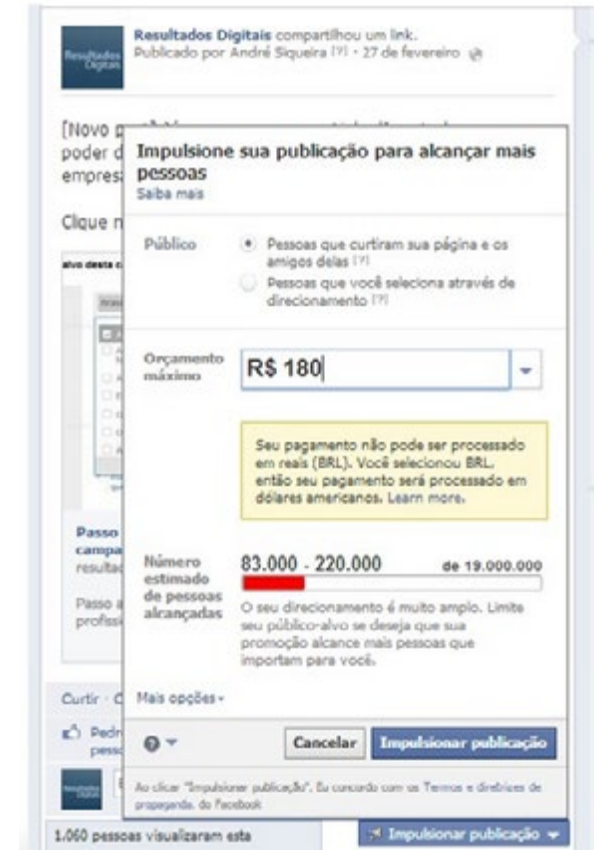 Resultados Digitais
Resultados Digitais compartilhou um link.
Publicado por André Siqueira [?] · 27 de fevereiro
[Novo
poder d
empresa
Clique n
alvo desta c
Impulsione sua publicação para alcançar mais
pessoas
Saiba mais
Público
Pessoas que curtiram sua página e os
amigos delas [?]
Pessoas que você seleciona através de
direcionamento [?]
Orçamento
máximo
R$ 180
Seu pagamento não pode ser processado
em reais (BRL). Você selecionou BRL,
então seu pagamento será processado em
dólares americanos. Learn more.
Número
estimado
de pessoas
alcançadas
83.000 - 220.000
de 19.000.000
O seu direcionamento é muito amplo. Limite
seu público-alvo se deseja que sua
promoção alcance mais pessoas que
importam para você.
Passo
campa
resultad
Passo a
profissi
Mais opções
Curtir · C
Pedr
pesso
Cancelar
Impulsionar publicação
Ao clicar "Impulsionar publicação", Eu concordo com os Termos e diretrizes de
propaganda. do Facebook
1.060 pessoas visualizaram esta
Impulsionar publicação